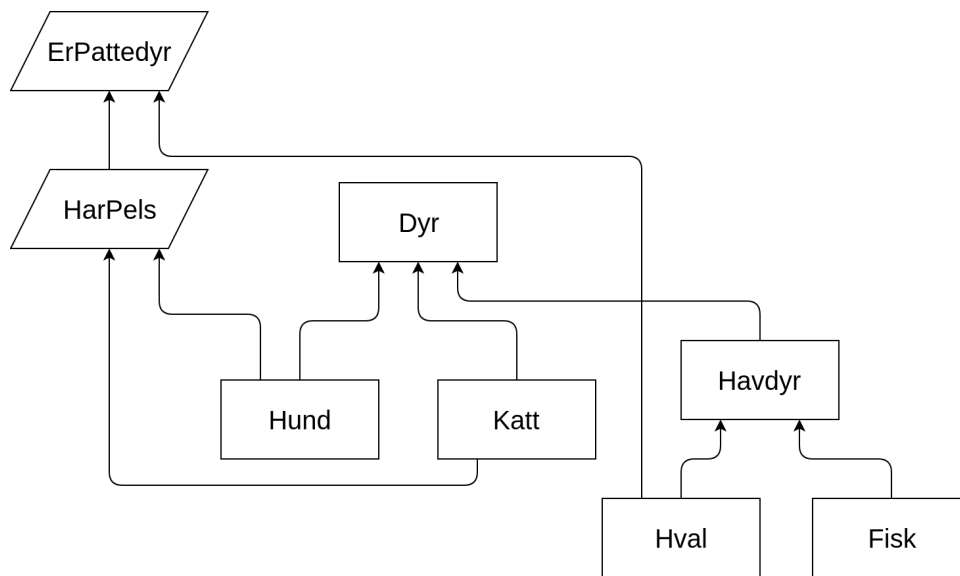 ErPattedyr
HarPels
Dyr
Havdyr
Hund
Katt
Hval
Fisk